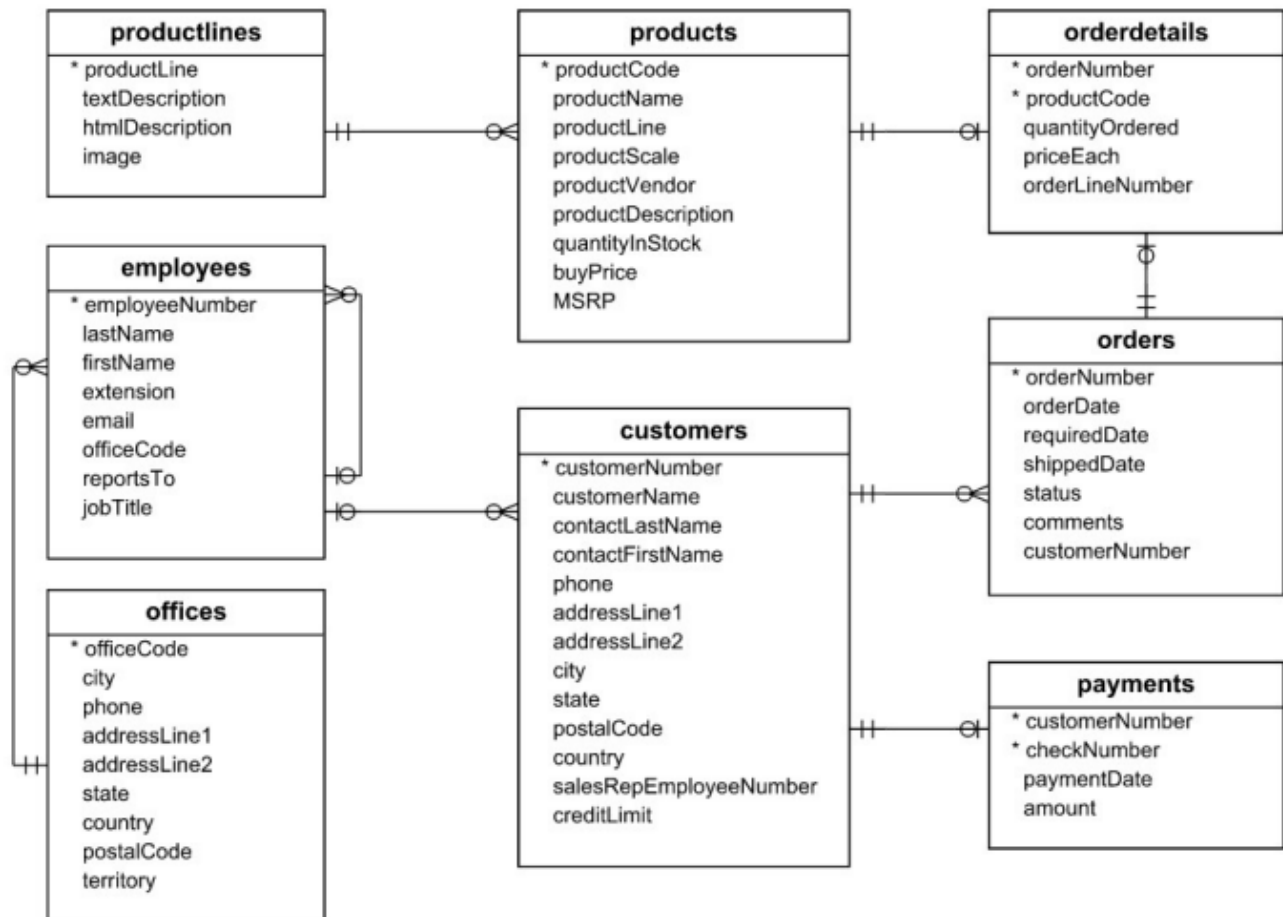 productlines
* productLine
textDescription
htmlDescription
image
products
* productCode
productName
productLine
productScale
productVendor
productDescription
quantityInStock
buyPrice
MSRP
orderdetails
* orderNumber
* productCode
quantityOrdered
priceEach
orderLineNumber
employees
* employeeNumber
lastName
firstName
extension
email
officeCode
reportsTo
jobTitle
customers
* customerNumber
customerName
contactLastName
contactFirstName
phone
addressLine1
addressLine2
city
state
postalCode
country
salesRepEmployeeNumber
creditLimit
orders
* orderNumber
orderDate
requiredDate
shippedDate
status
comments
customerNumber
offices
* officeCode
city
phone
addressLine1
addressLine2
state
country
postalCode
territory
payments
* customerNumber
* checkNumber
paymentDate
amount